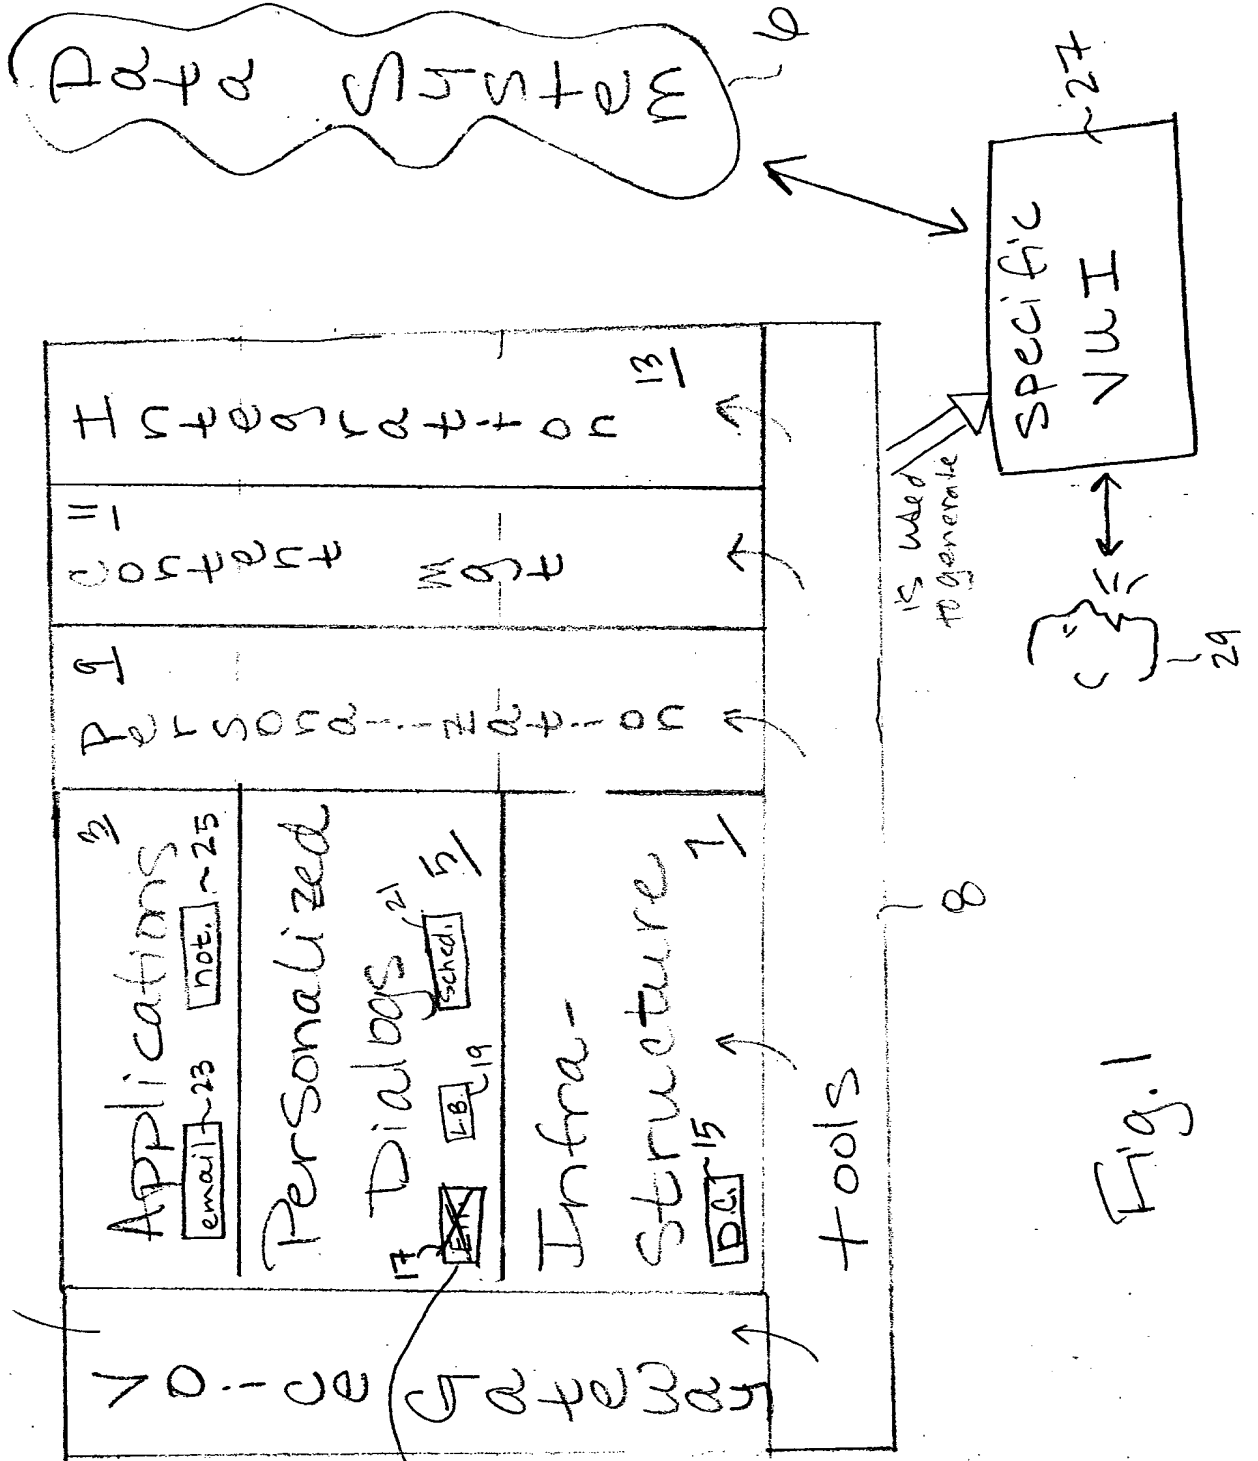 Voice Gateway
Applications
3
email ~23
not. ~25
Personalized
Dialogs
5
17
L.B. 19
Sched. 21
Infra-
structure
7
D.C. ~15
Personalization
9
Content Mgt
11
Integration
13
tools
8
is used
to generate
Data System
6
Specific
VUI
27
29
Fig. 1